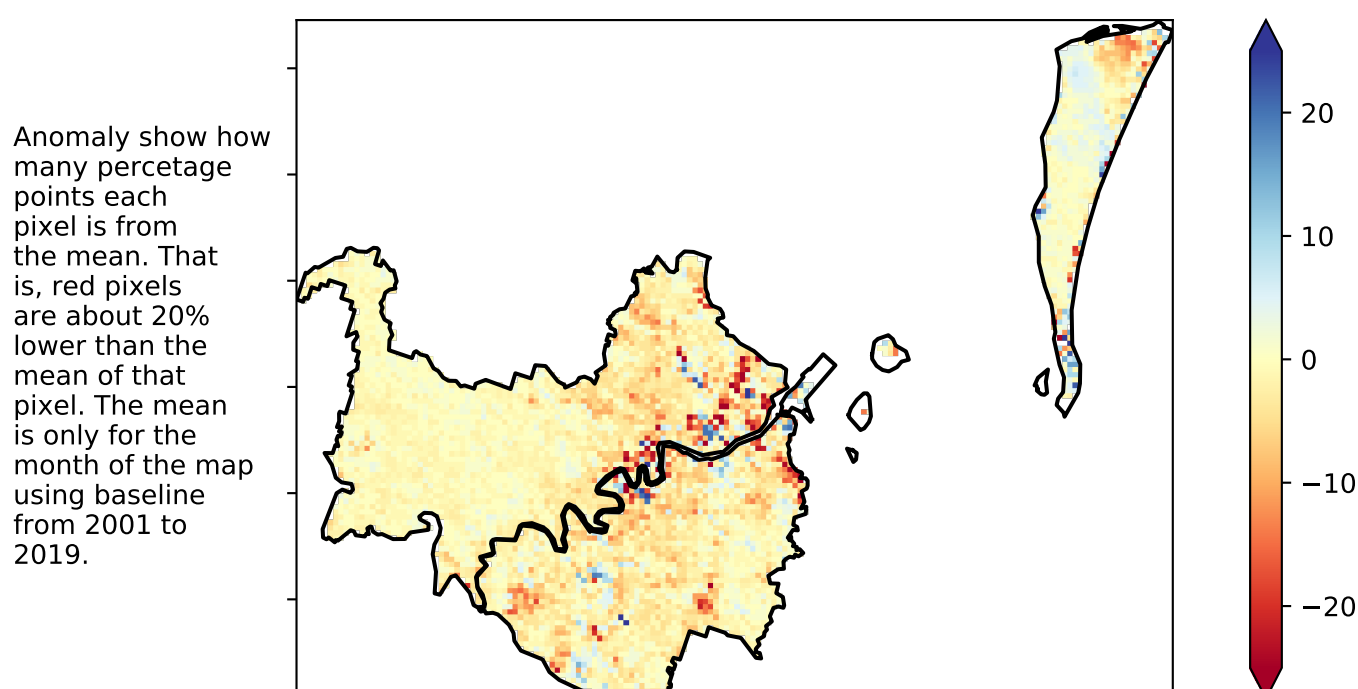 Anomaly show how
many percetage
points each
pixel is from
the mean. That
is, red pixels
are about 20%
lower than the
mean of that
pixel. The mean
is only for the
month of the map
using baseline
from 2001 to
2019.
20
10
0
−10
−20